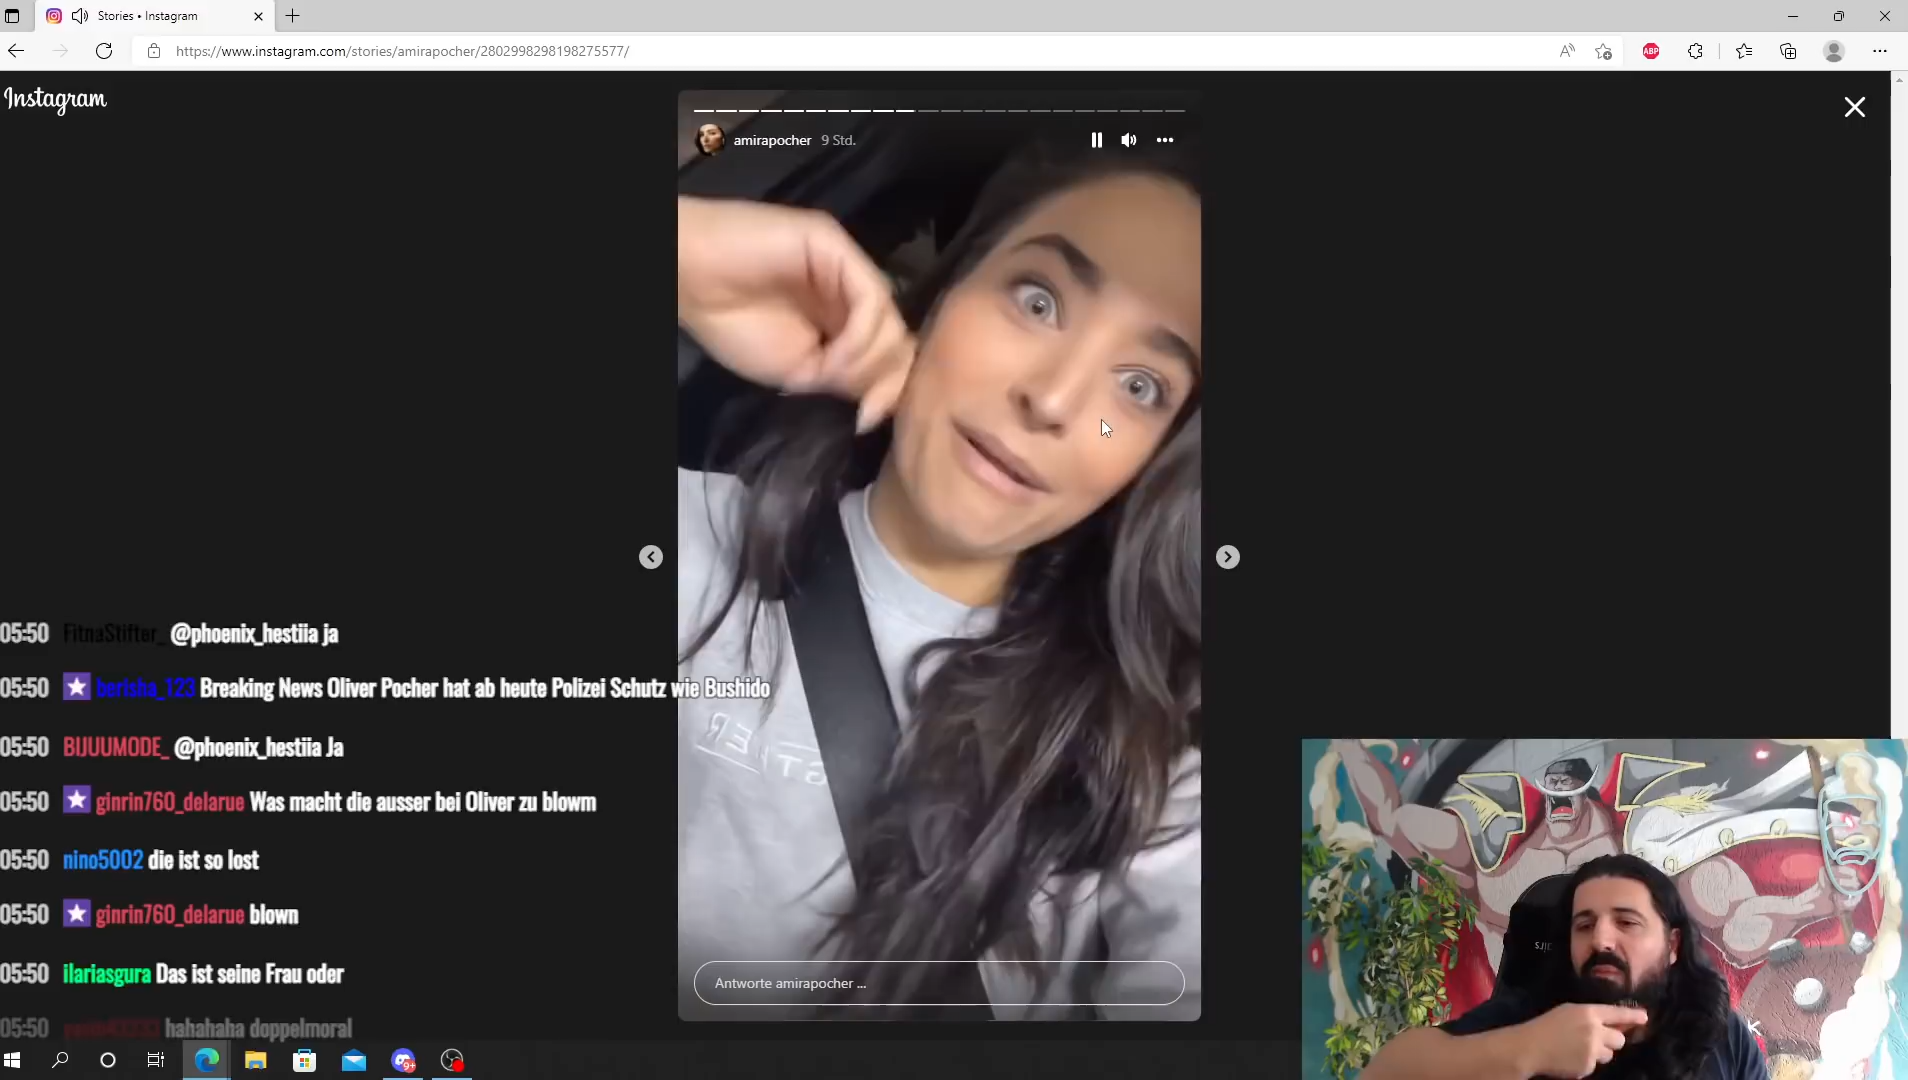 Stories • Instagram
https://www.instagram.com/stories/amirapocher/2802998298198275577/
ABP
Instagram
amirapocher 9 Std.
05:50 FitnaStifter_ @phoenix_hestiia ja
05:50 berisha_123 Breaking News Oliver Pocher hat ab heute Polizei Schutz wie Bushido
05:50 BIJUUMODE_ @phoenix_hestiia Ja
05:50 ginrin760_delarue Was macht die ausser bei Oliver zu blowm
05:50 nino5002 die ist so lost
05:50 ginrin760_delarue blown
05:50 ilariasgura Das ist seine Frau oder
05:50 hahahaha doppelmoral
Antworte amirapocher ...
9+